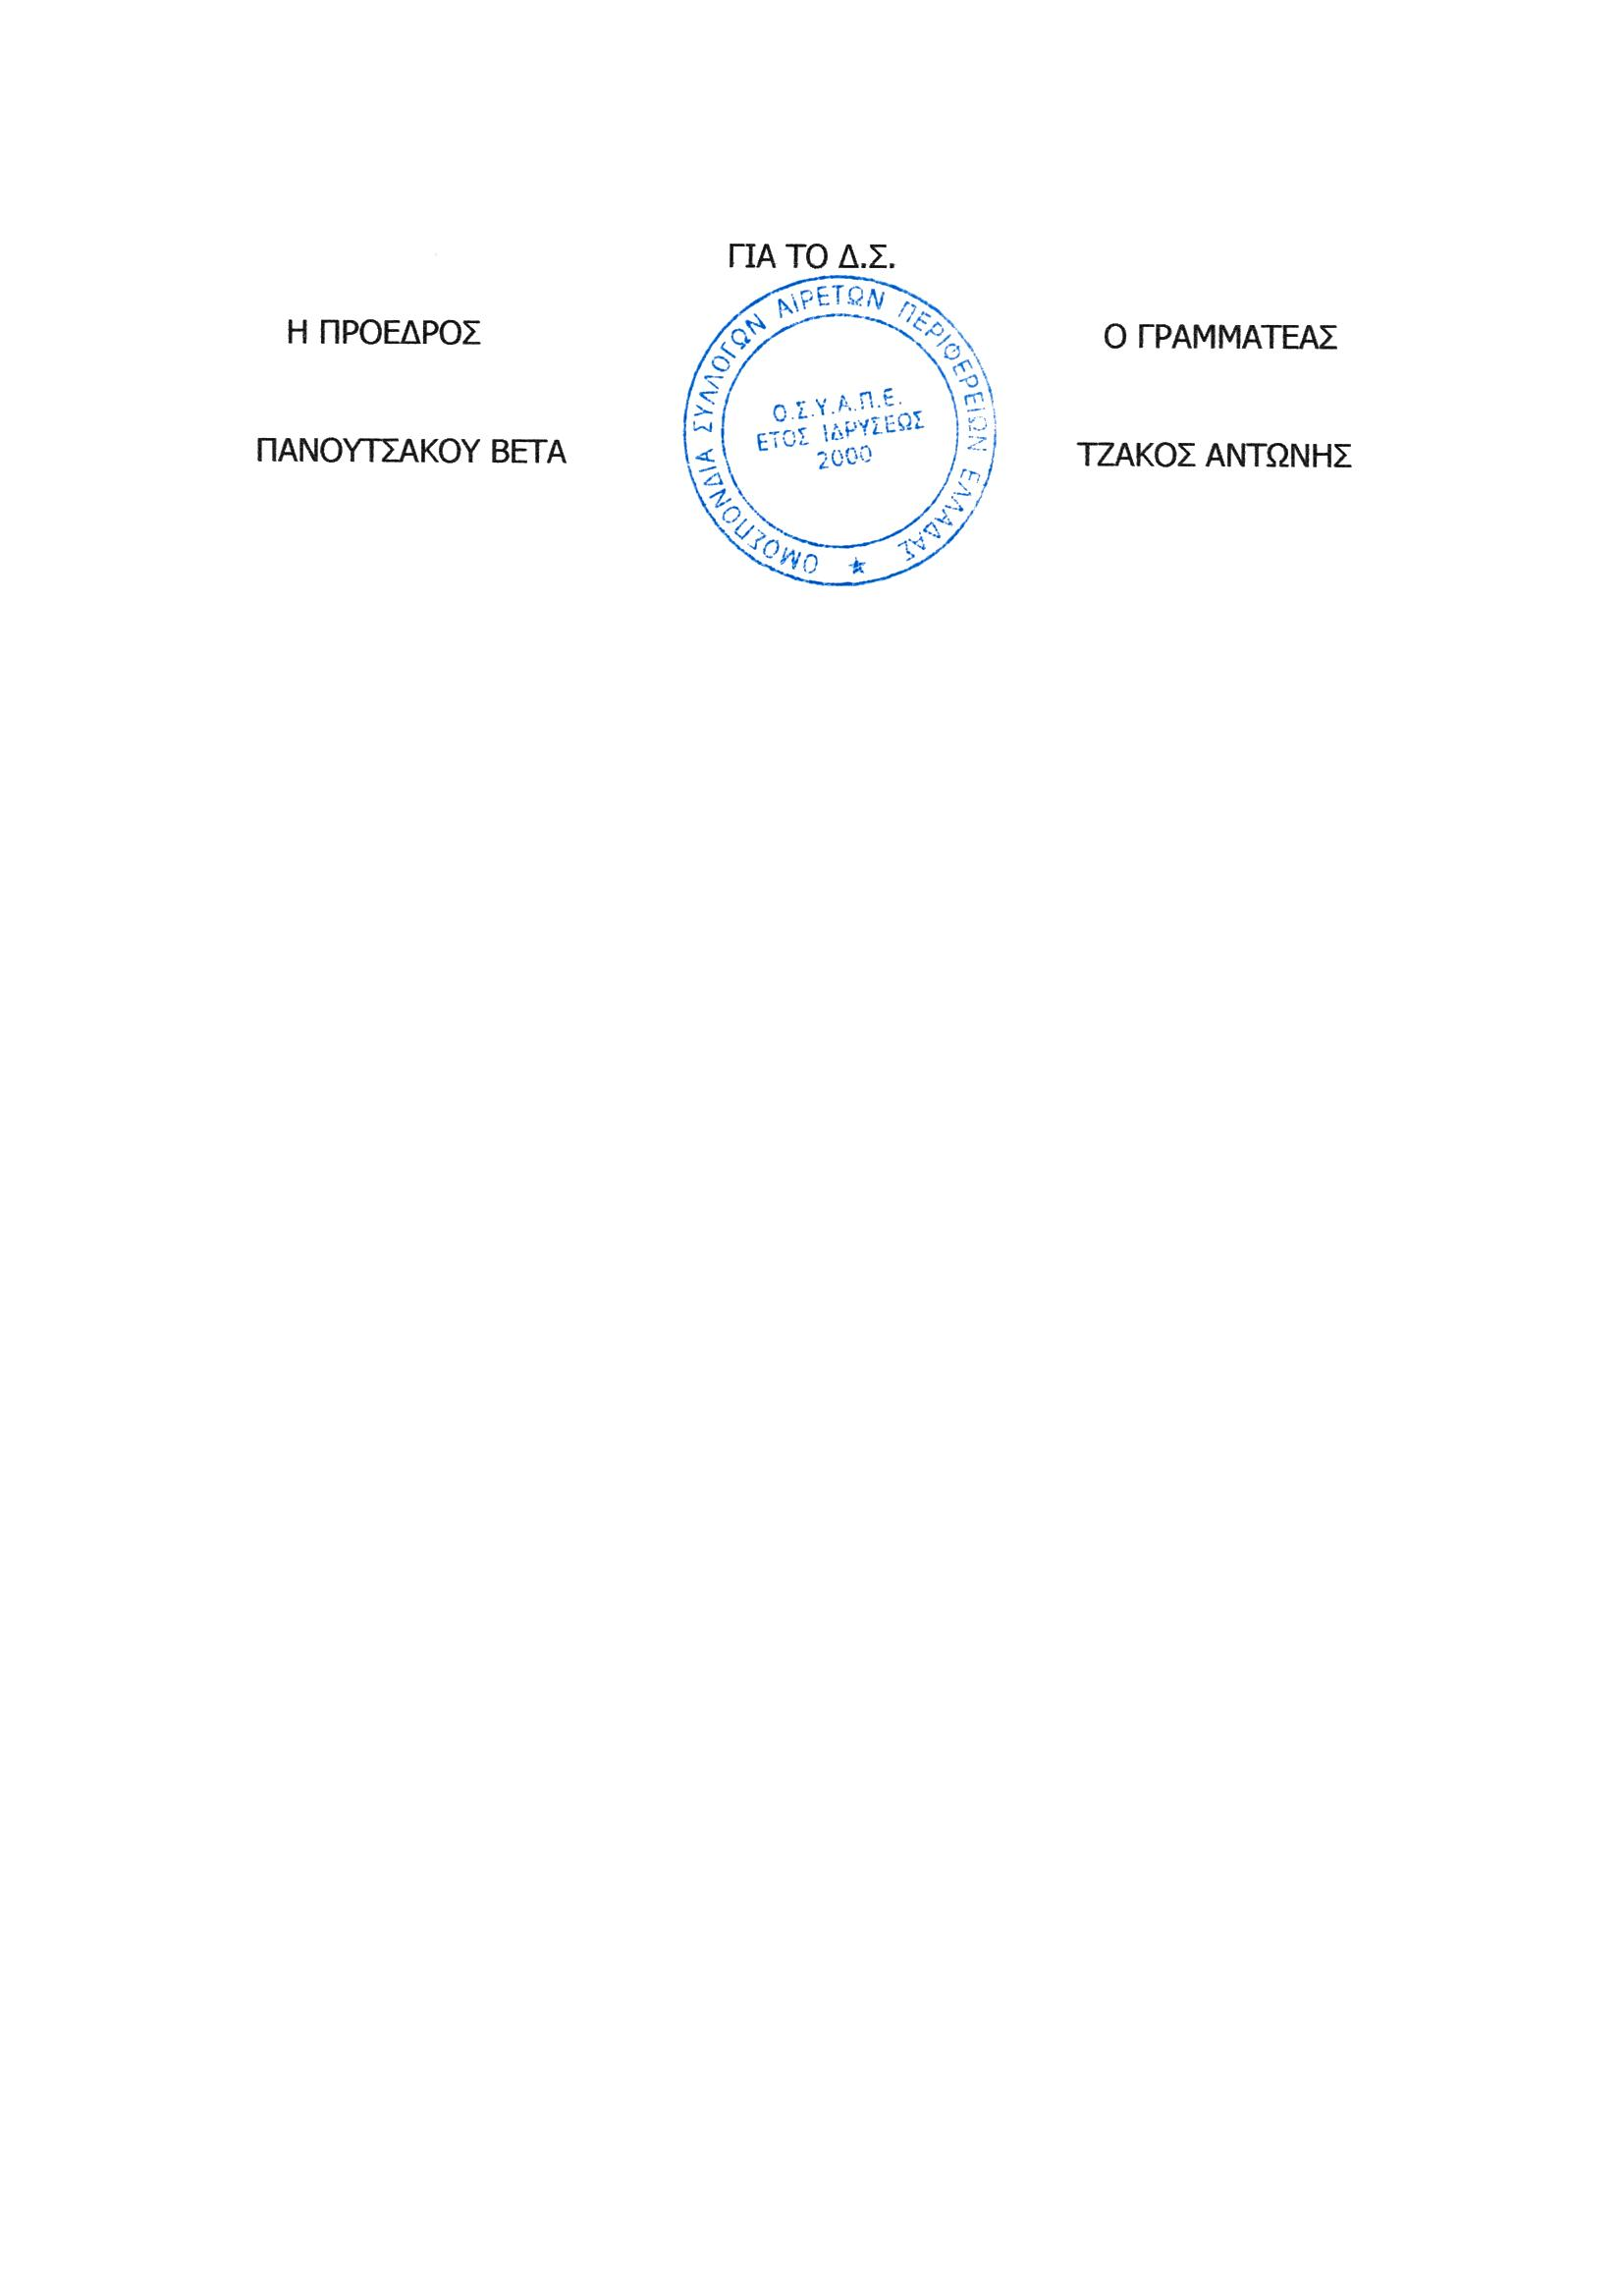 ΓΙΑ ΤΟ Δ.Σ.
Η ΠΡΟΕΔΡΟΣ
Ο ΓΡΑΜΜΑΤΕΑΣ
ΠΑΝΟΥΤΣΑΚΟΥ ΒΕΤΑ
ΤΖΑΚΟΣ ΑΝΤΩΝΗΣ
ΟΜΟΣΠΟΝΔΙΑ ΣΥΛΛΟΓΩΝ ΑΙΡΕΤΩΝ ΠΕΡΙΦΕΡΕΙΩΝ ΕΛΛΑΔΑΣ
Ο.Σ.Υ.Α.Π.Ε.
ΕΤΟΣ ΙΔΡΥΣΕΩΣ
2000